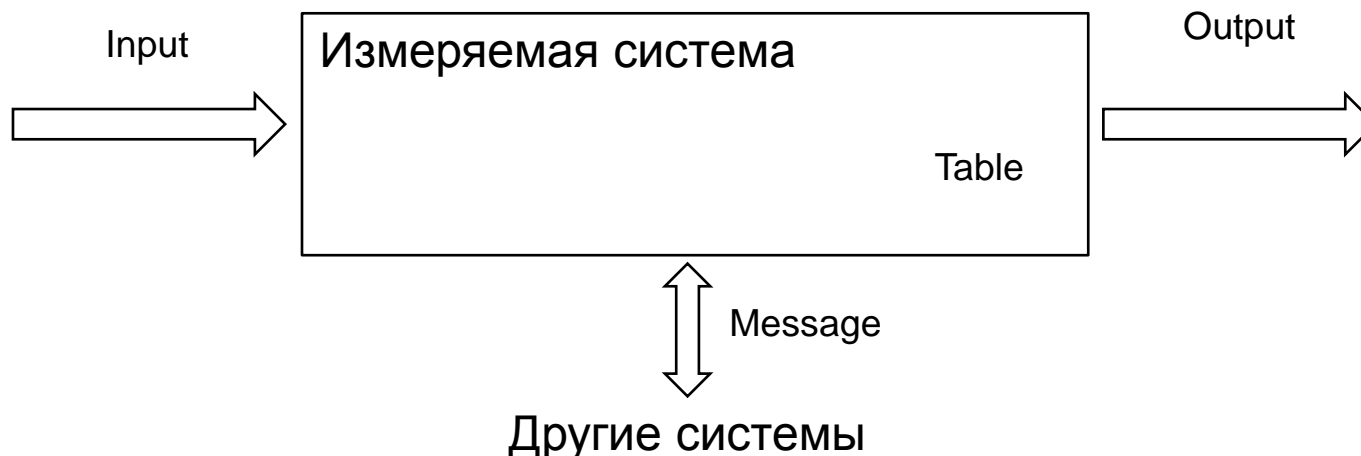 Input
Измеряемая система
Output
Table
Message
Другие системы